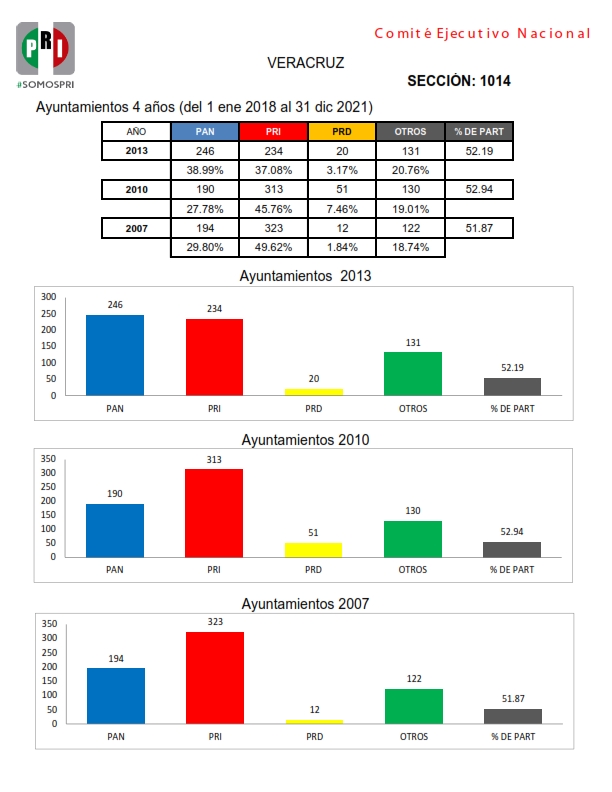 Comité Ejecutivo Nacional
PRI
#SOMOSPRI
VERACRUZ
SECCIÓN: 1014
Ayuntamientos 4 años (del 1 ene 2018 al 31 dic 2021)
AÑO PAN PRI PRD OTROS % DE PART
2013 246 234 20 131 52.19
38.99% 37.08% 3.17% 20.76%
2010 190 313 51 130 52.94
27.78% 45.76% 7.46% 19.01%
2007 194 323 12 122 51.87
29.80% 49.62% 1.84% 18.74%
Ayuntamientos 2013
300
250
200
150
100
50
0
246
234
20
131
52.19
PAN PRI PRD OTROS % DE PART
Ayuntamientos 2010
350
300
250
200
150
100
50
0
190
313
51
130
52.94
PAN PRI PRD OTROS % DE PART
Ayuntamientos 2007
350
300
250
200
150
100
50
0
194
323
12
122
51.87
PAN PRI PRD OTROS % DE PART